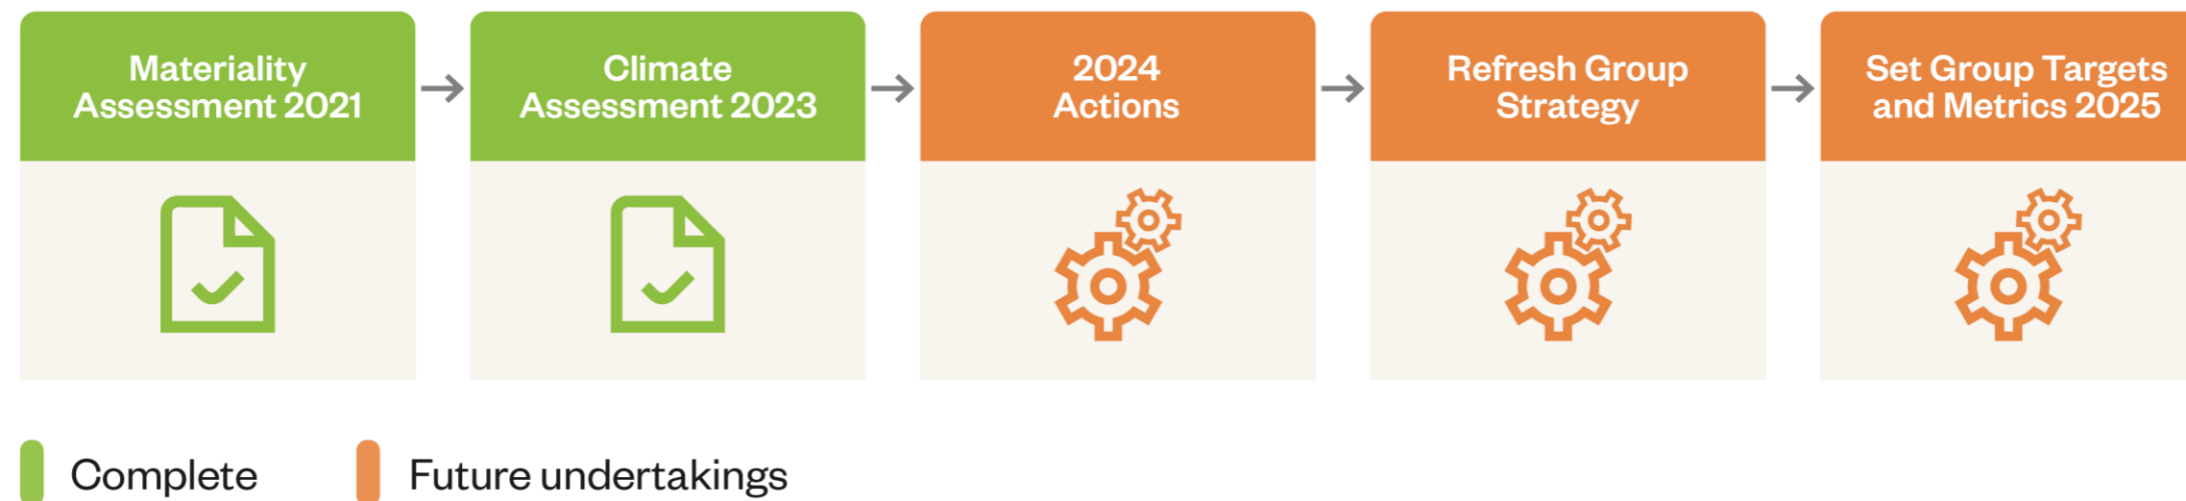 Materiality
Assessment 2021
Climate
Assessment 2023
2024
Actions
Refresh Group
Strategy
Set Group Targets
and Metrics 2025
Complete
Future undertakings